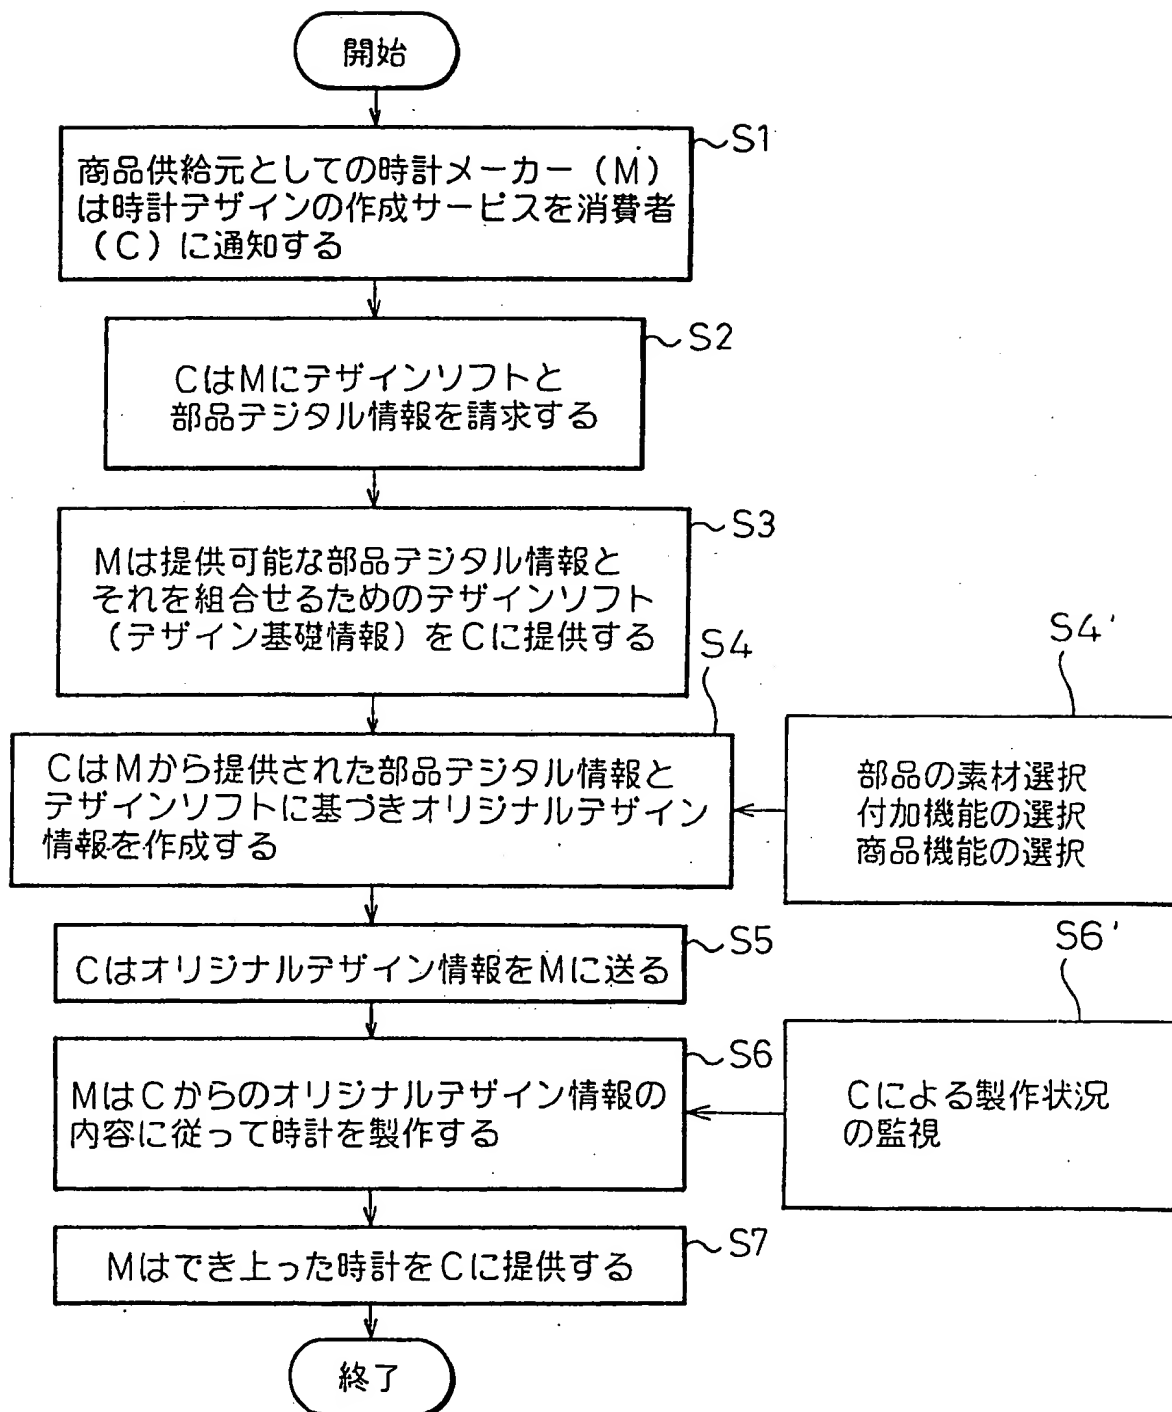 開始
S1
商品供給元としての時計メーカー（M）
は時計デザインの作成サービスを消費者
（C）に通知する
S2
CはMにデザインソフトと
部品デジタル情報を請求する
S3
Mは提供可能な部品デジタル情報と
それを組合せるためのデザインソフト
（デザイン基礎情報）をCに提供する
S4
CはMから提供された部品デジタル情報と
デザインソフトに基づきオリジナルデザイン
情報を作成する
S4'
部品の素材選択
付加機能の選択
商品機能の選択
S5
CはオリジナルデザインI情報をMに送る
S6
MはCからのオリジナルデザイン情報の
内容に従って時計を製作する
S6'
Cによる製作状況
の監視
S7
Mはでき上った時計をCに提供する
終了